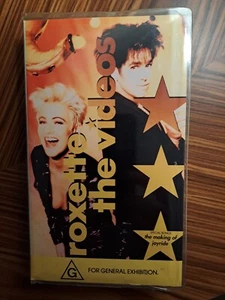 roxette
the videos
the making of
joyride
G
FOR GENERAL EXHIBITION.